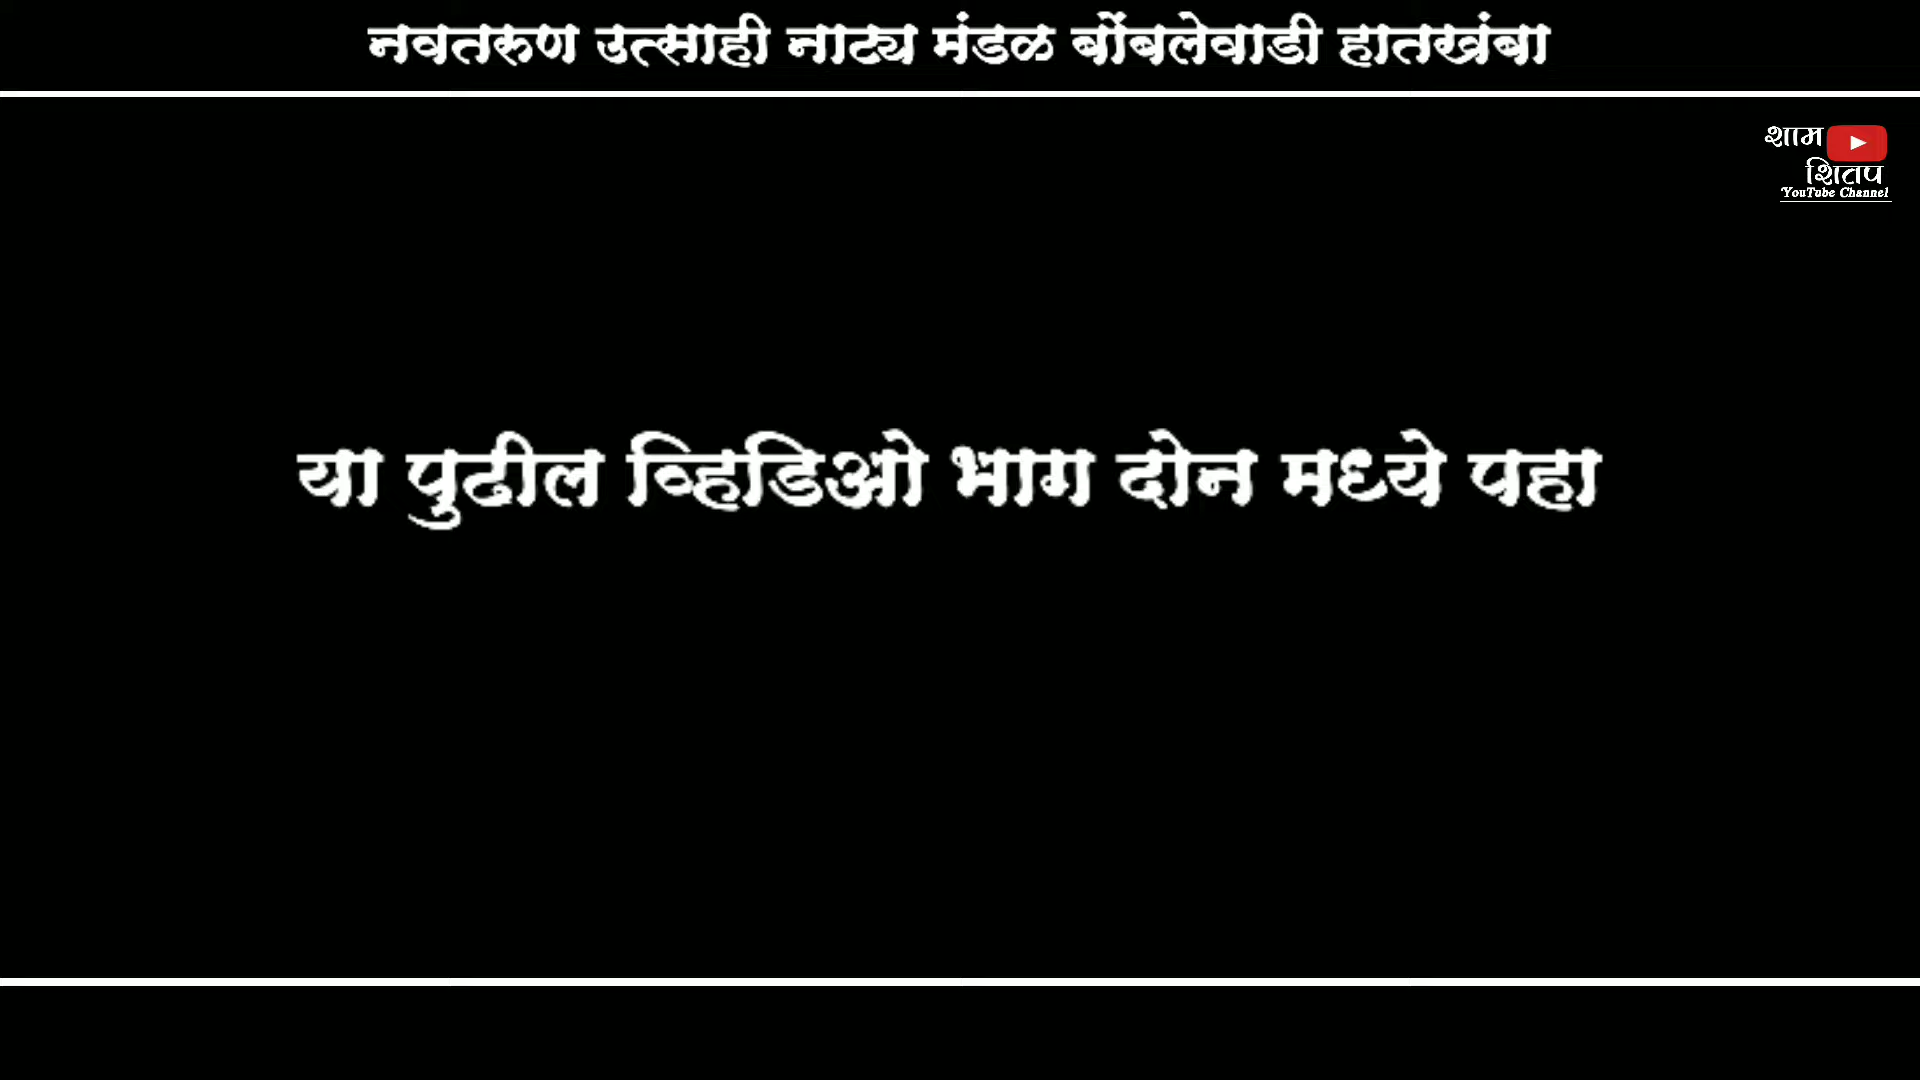 नवतरुण उत्साही नाट्य मंडळ बोंबलेवाडी हातखंबा
शाम
शितप
YouTube Channel
या पुढील व्हिडिओ भाग दोन मध्ये पहा